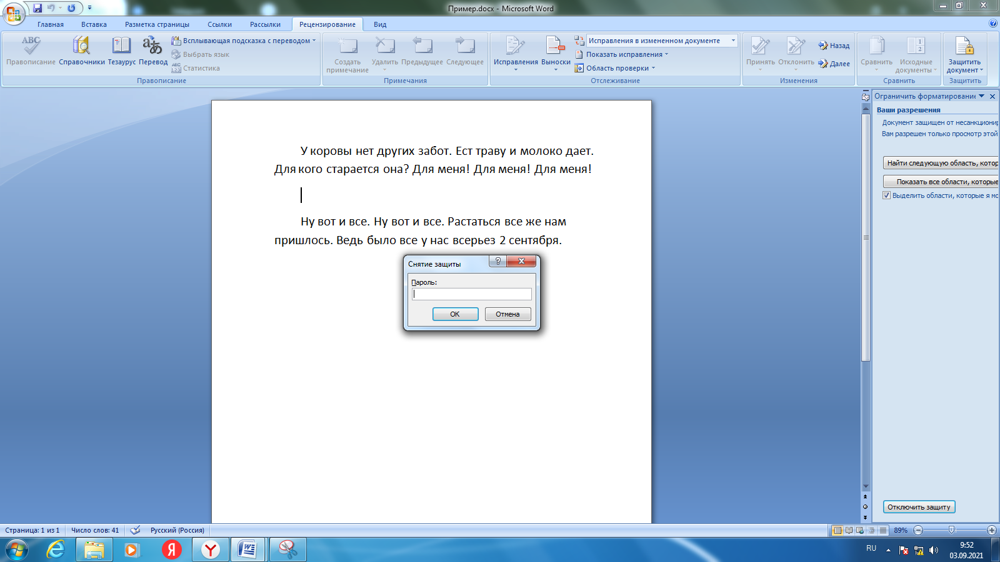 Пример.docx - Microsoft Word
Главная Вставка Разметка страницы Ссылки Рассылки Рецензирование Вид
ABC Правописание
Справочники
Тезаурус
Перевод
Всплывающая подсказка с переводом
Выбрать язык
ABC 123 Статистика
Правописание
Создать примечание
Удалить
Предыдущее
Следующее
Примечания
Исправления
Выноски
Исправления в измененном документе
Показать исправления
Область проверки
Отслеживание
Принять
Отклонить
Назад
Далее
Изменения
Сравнить
Исходные документы
Сравнить
Защитить документ
Защитить
Ограничить форматировани
Ваши разрешения
Документ защищен от несанкционир
Вам разрешен только просмотр этой
Найти следующую область, котор
Показать все области, которые
Выделить области, которые я мо
Отключить защиту
У коровы нет других забот. Ест траву и молоко дает.
Для кого старается она? Для меня! Для меня! Для меня!
Ну вот и все. Ну вот и все. Растаться все же нам
пришлось. Ведь было все у нас всерьез 2 сентября.
Снятие защиты
Пароль:
ОК Отмена
Страница: 1 из 1 Число слов: 41 Русский (Россия) 89%
RU 9:52
03.09.2021